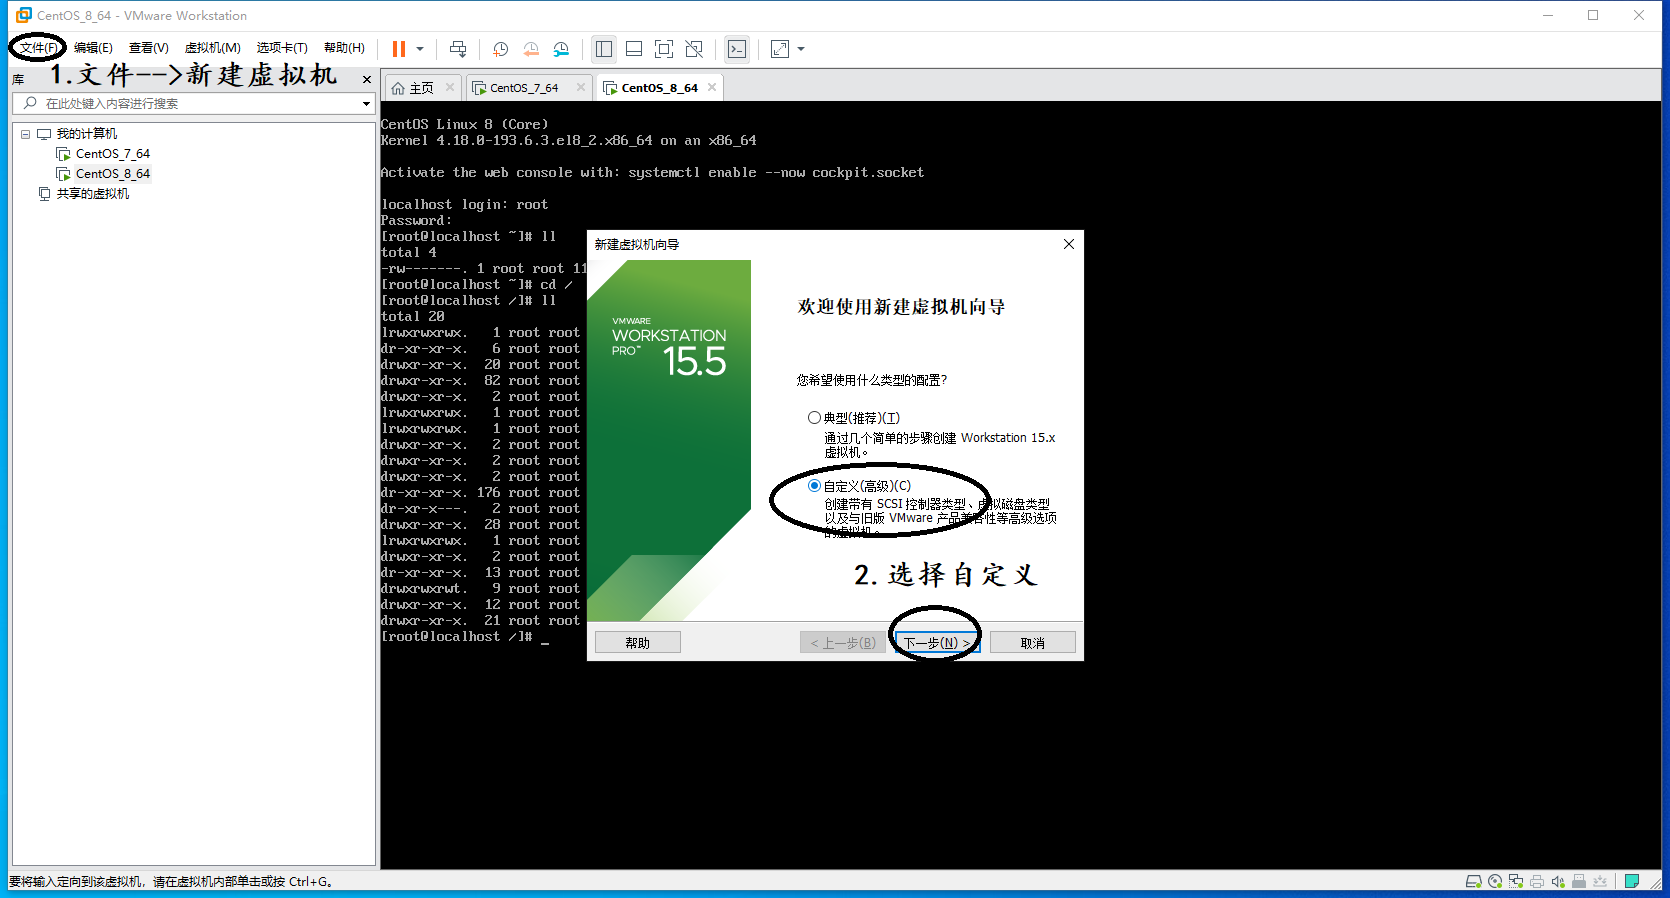 CentOS_8_64 - VMware Workstation
文件(F) 编辑(E) 查看(V) 虚拟机(M) 选项卡(T) 帮助(H)
1.文件-->新建虚拟机
库
在此处键入内容进行搜索
我的计算机
CentOS_7_64
CentOS_8_64
共享的虚拟机
主页 CentOS_7_64 CentOS_8_64
CentOS Linux 8 (Core)
Kernel 4.18.0-193.6.3.el8_2.x86_64 on an x86_64
Activate the web console with: systemctl enable --now cockpit.socket
localhost login: root
Password:
[root@localhost ~]# ll
total 4
-rw-------. 1 root root 11
[root@localhost ~]# cd /
[root@localhost /]# ll
total 20
lrwxrwxrwx.   1 root root
dr-xr-xr-x.   6 root root
drwxr-xr-x.  20 root root
drwxr-xr-x.  82 root root
drwxr-xr-x.   2 root root
lrwxrwxrwx.   1 root root
lrwxrwxrwx.   1 root root
drwxr-xr-x.   2 root root
drwxr-xr-x.   2 root root
drwxr-xr-x.   2 root root
dr-xr-xr-x. 176 root root
dr-xr-x---.   2 root root
drwxr-xr-x.  28 root root
lrwxrwxrwx.   1 root root
drwxr-xr-x.   2 root root
dr-xr-xr-x.  13 root root
drwxrwxrwt.   9 root root
drwxr-xr-x.  12 root root
drwxr-xr-x.  21 root root
[root@localhost /]# _
新建虚拟机向导
VMWARE
WORKSTATION
PRO™ 15.5
欢迎使用新建虚拟机向导
您希望使用什么类型的配置?
典型(推荐)(T)
通过几个简单的步骤创建 Workstation 15.x
虚拟机。
自定义(高级)(C)
创建带有 SCSI 控制器类型、虚拟磁盘类型
以及与旧版 VMware 产品兼容性等高级选项
的虚拟机。
2.选择自定义
帮助 < 上一步(B) 下一步(N) > 取消
要将输入定向到该虚拟机，请在虚拟机内部单击或按 Ctrl+G。